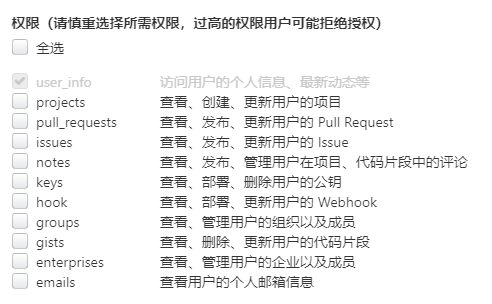 权限（请慎重选择所需权限，过高的权限用户可能拒绝授权）
全选
user_info 访问用户的个人信息、最新动态等
projects 查看、创建、更新用户的项目
pull_requests 查看、发布、更新用户的 Pull Request
issues 查看、发布、更新用户的 Issue
notes 查看、发布、管理用户在项目、代码片段中的评论
keys 查看、部署、删除用户的公钥
hook 查看、部署、更新用户的 Webhook
groups 查看、管理用户的组织以及成员
gists 查看、删除、更新用户的代码片段
enterprises 查看、管理用户的企业以及成员
emails 查看用户的个人邮箱信息